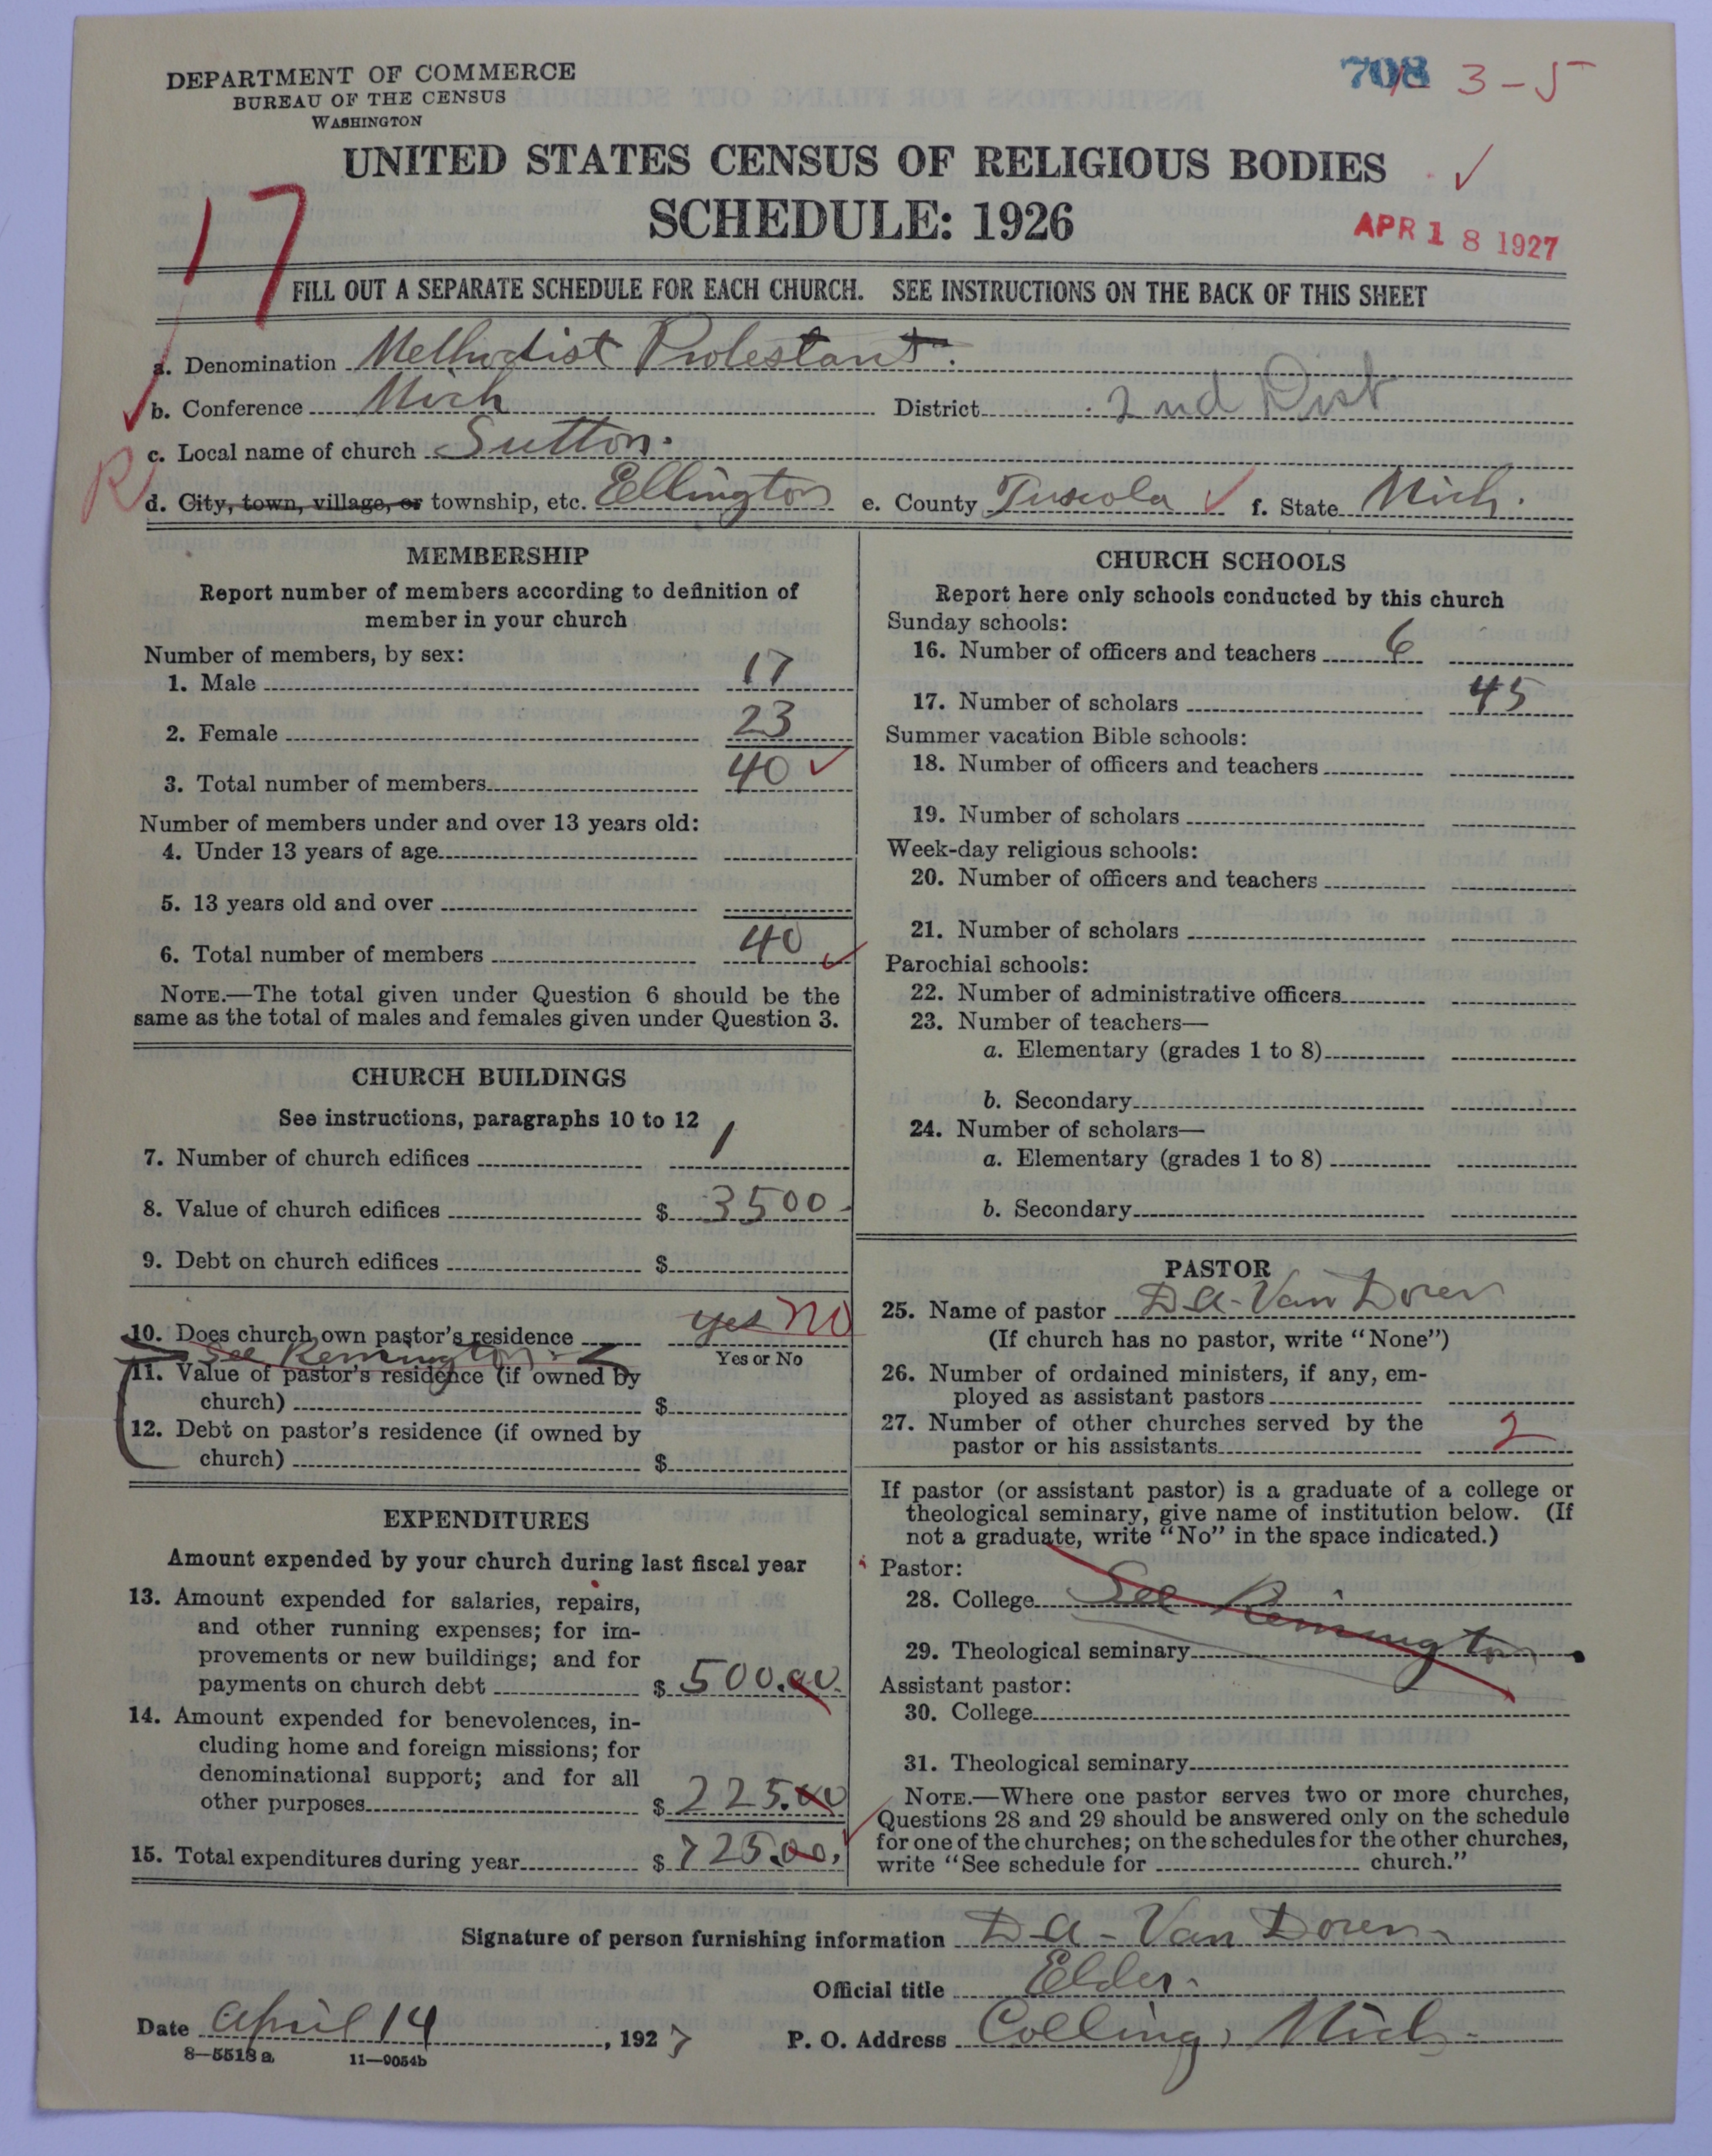 DEPARTMENT OF COMMERCE
BUREAU OF THE CENSUS
WASHINGTON
708 3-5
UNITED STATES CENSUS OF RELIGIOUS BODIES
SCHEDULE: 1926
APR 18 1927
17
FILL OUT A SEPARATE SCHEDULE FOR EACH CHURCH. SEE INSTRUCTIONS ON THE BACK OF THIS SHEET
a. Denomination Methodist Protestant.
b. Conference Mich District 2nd Dist
c. Local name of church Sutton.
R
d. City, town, village, or township, etc. Ellington e. County Tuscola f. State Mich.
MEMBERSHIP
Report number of members according to definition of
member in your church
Number of members, by sex:
1. Male 17
2. Female 23
3. Total number of members 40
Number of members under and over 13 years old:
4. Under 13 years of age
5. 13 years old and over
6. Total number of members 40
NOTE.—The total given under Question 6 should be the
same as the total of males and females given under Question 3.
CHURCH BUILDINGS
See instructions, paragraphs 10 to 12
7. Number of church edifices 1
8. Value of church edifices $ 3500-
9. Debt on church edifices $
10. Does church own pastor's residence yes no
Yes or No
See Remington
11. Value of pastor's residence (if owned by
church) $
12. Debt on pastor's residence (if owned by
church) $
EXPENDITURES
Amount expended by your church during last fiscal year
13. Amount expended for salaries, repairs,
and other running expenses; for im-
provements or new buildings; and for
payments on church debt $ 500.00
14. Amount expended for benevolences, in-
cluding home and foreign missions; for
denominational support; and for all
other purposes $ 225.00
15. Total expenditures during year $ 725.00.
CHURCH SCHOOLS
Report here only schools conducted by this church
Sunday schools:
16. Number of officers and teachers 6
17. Number of scholars 45
Summer vacation Bible schools:
18. Number of officers and teachers
19. Number of scholars
Week-day religious schools:
20. Number of officers and teachers
21. Number of scholars
Parochial schools:
22. Number of administrative officers
23. Number of teachers—
a. Elementary (grades 1 to 8)
b. Secondary
24. Number of scholars—
a. Elementary (grades 1 to 8)
b. Secondary
PASTOR
25. Name of pastor D A - Van Doren
(If church has no pastor, write "None")
26. Number of ordained ministers, if any, em-
ployed as assistant pastors
27. Number of other churches served by the
pastor or his assistants 2
If pastor (or assistant pastor) is a graduate of a college or
theological seminary, give name of institution below. (If
not a graduate, write "No" in the space indicated.)
Pastor:
28. College See Remington
29. Theological seminary
Assistant pastor:
30. College
31. Theological seminary
NOTE.—Where one pastor serves two or more churches,
Questions 28 and 29 should be answered only on the schedule
for one of the churches; on the schedules for the other churches,
write "See schedule for church."
Signature of person furnishing information D A - Van Doren
Official title Elder.
Date April 14, 1927 P. O. Address Colling, Mich.
8—5518 a 11—9054b